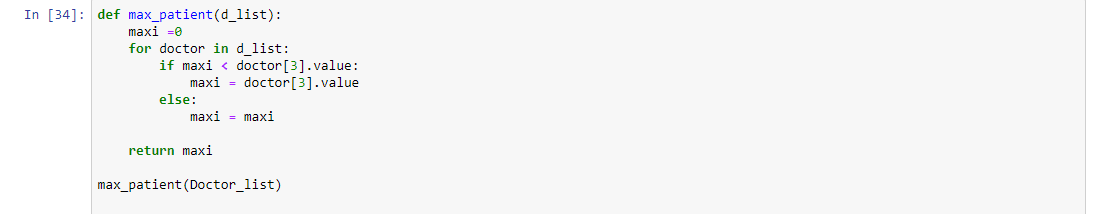 In [34]: def max_patient(d_list):
    maxi =0
    for doctor in d_list:
        if maxi < doctor[3].value:
            maxi = doctor[3].value
        else:
            maxi = maxi
    return maxi
max_patient(Doctor_list)